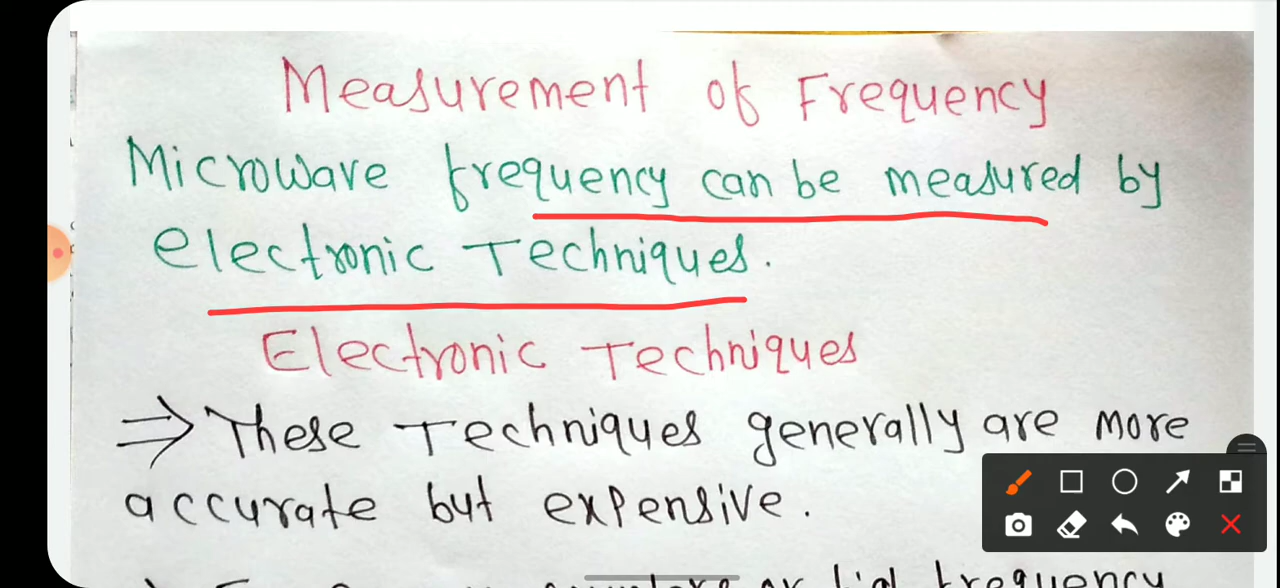 Measurement of Frequency
Microwave frequency can be measured by
electronic Techniques.
Electronic Techniques
⇒ These Techniques generally are more
accurate but expensive.
frequency